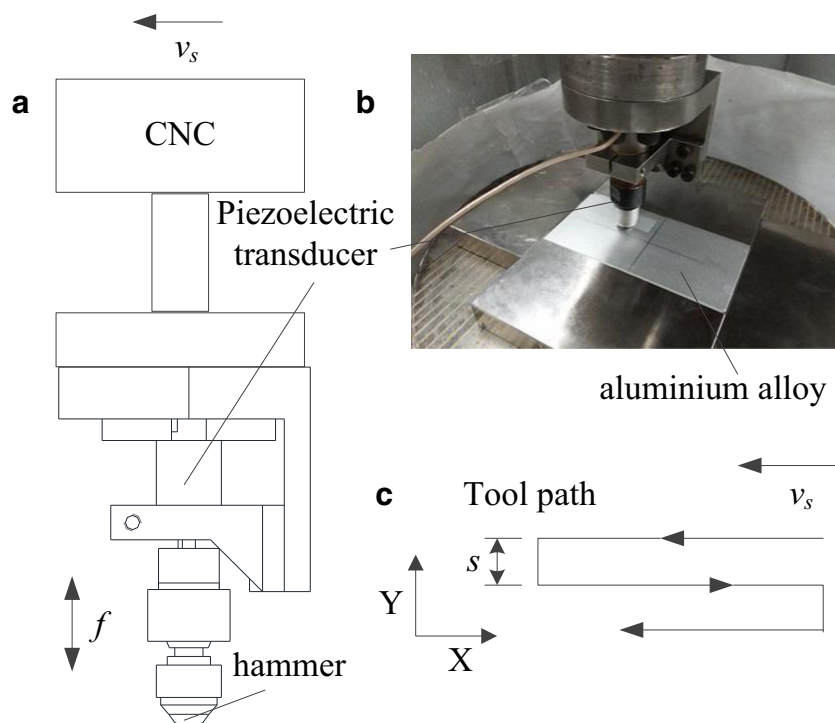 v_s
a
b
CNC
Piezoelectric
transducer
aluminium alloy
f
hammer
c
Tool path
v_s
s
Y
X